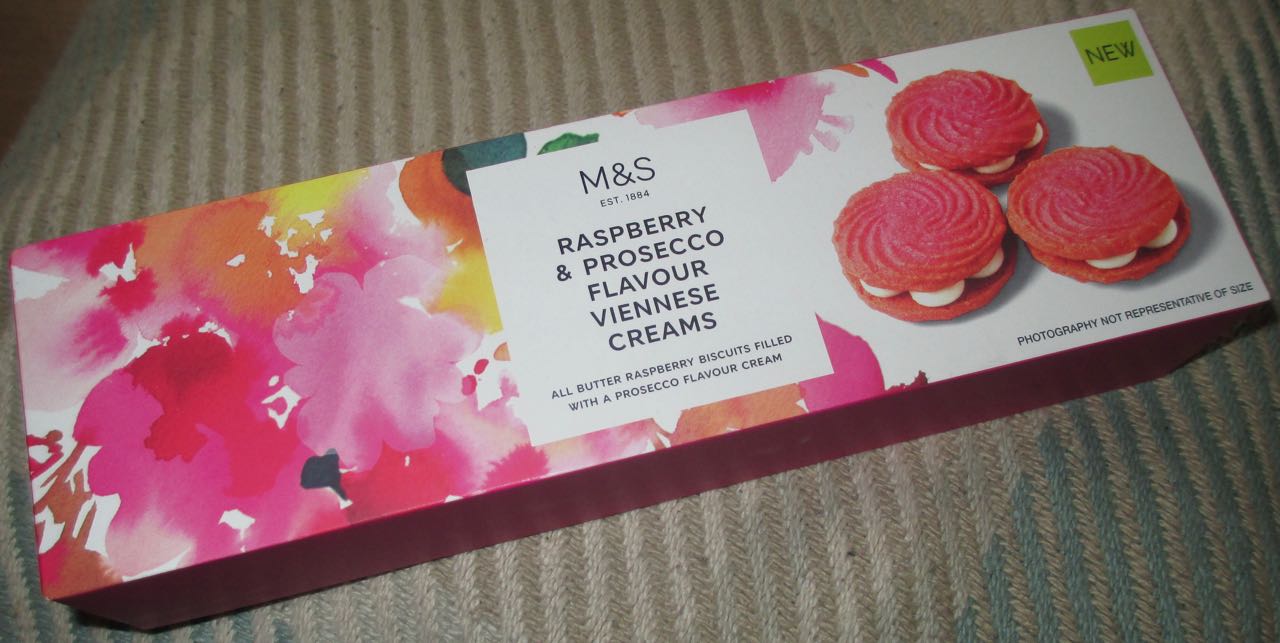 M&S
EST. 1884
RASPBERRY
& PROSECCO
FLAVOUR
VIENNESE
CREAMS
ALL BUTTER RASPBERRY BISCUITS FILLED
WITH A PROSECCO FLAVOUR CREAM
NEW
PHOTOGRAPHY NOT REPRESENTATIVE OF SIZE